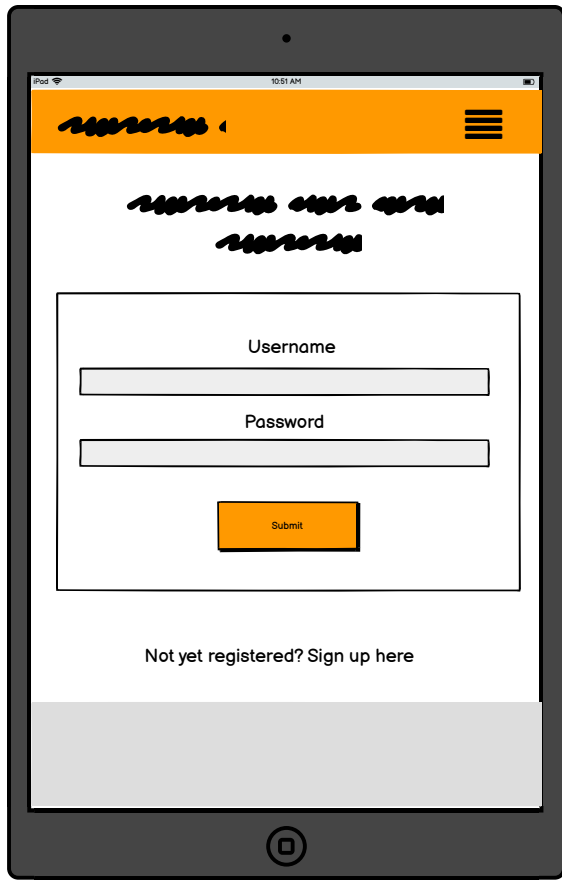 iPad 10:51 AM
Username
Password
Submit
Not yet registered? Sign up here